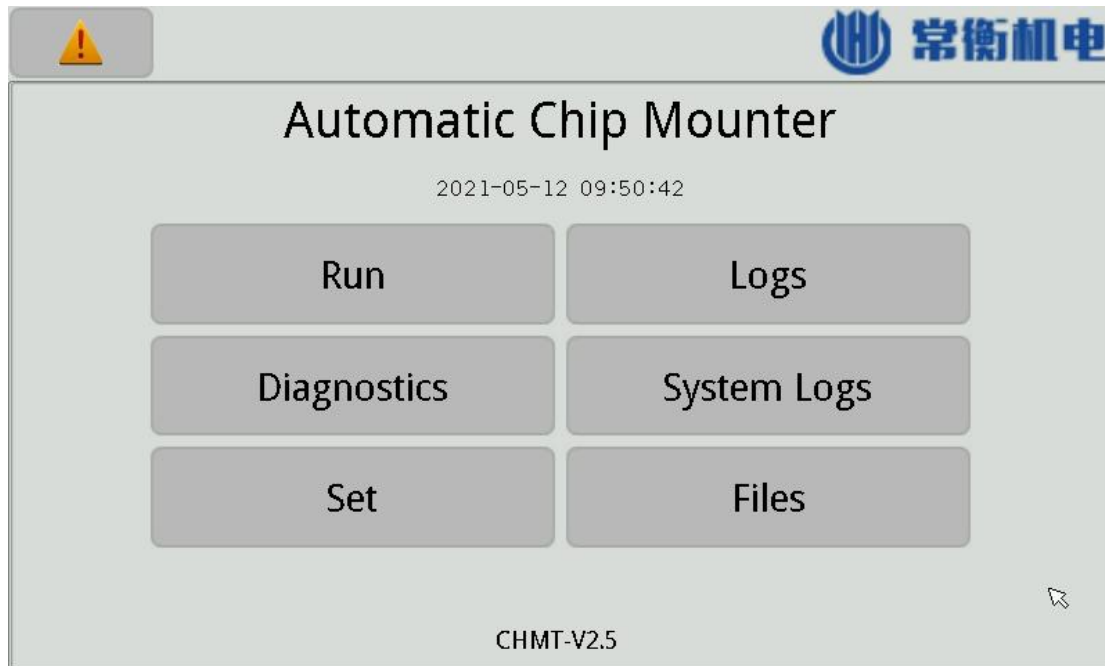 常衡机电
Automatic Chip Mounter
2021-05-12 09:50:42
Run
Logs
Diagnostics
System Logs
Set
Files
CHMT-V2.5